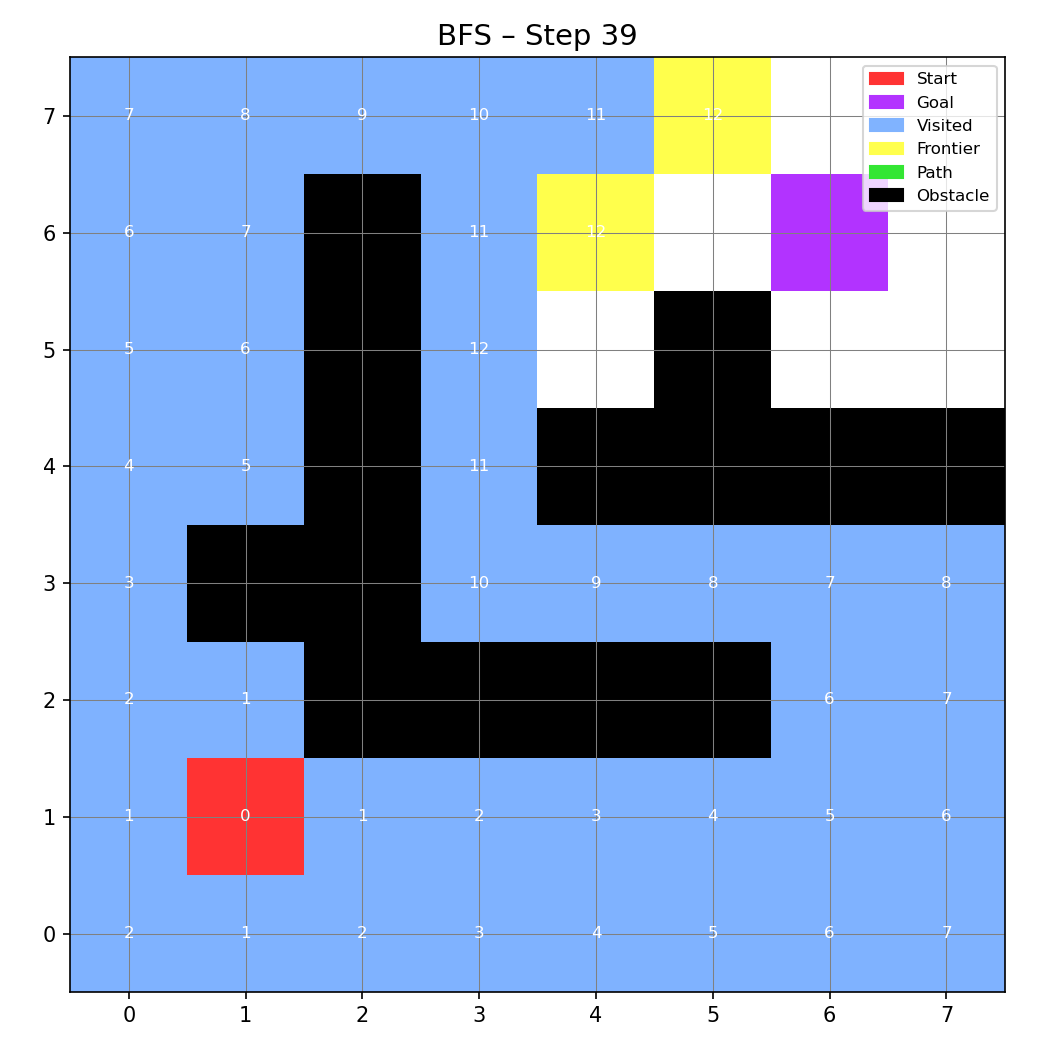 BFS – Step 39
Start
Goal
Visited
Frontier
Path
Obstacle
7 7 8 9 10 11 12
6 6 7 11 12
5 5 6 12
4 4 5 11
3 3 10 9 8 7 8
2 2 1 6 7
1 1 0 1 2 3 4 5 6
0 2 1 2 3 4 5 6 7
0 1 2 3 4 5 6 7